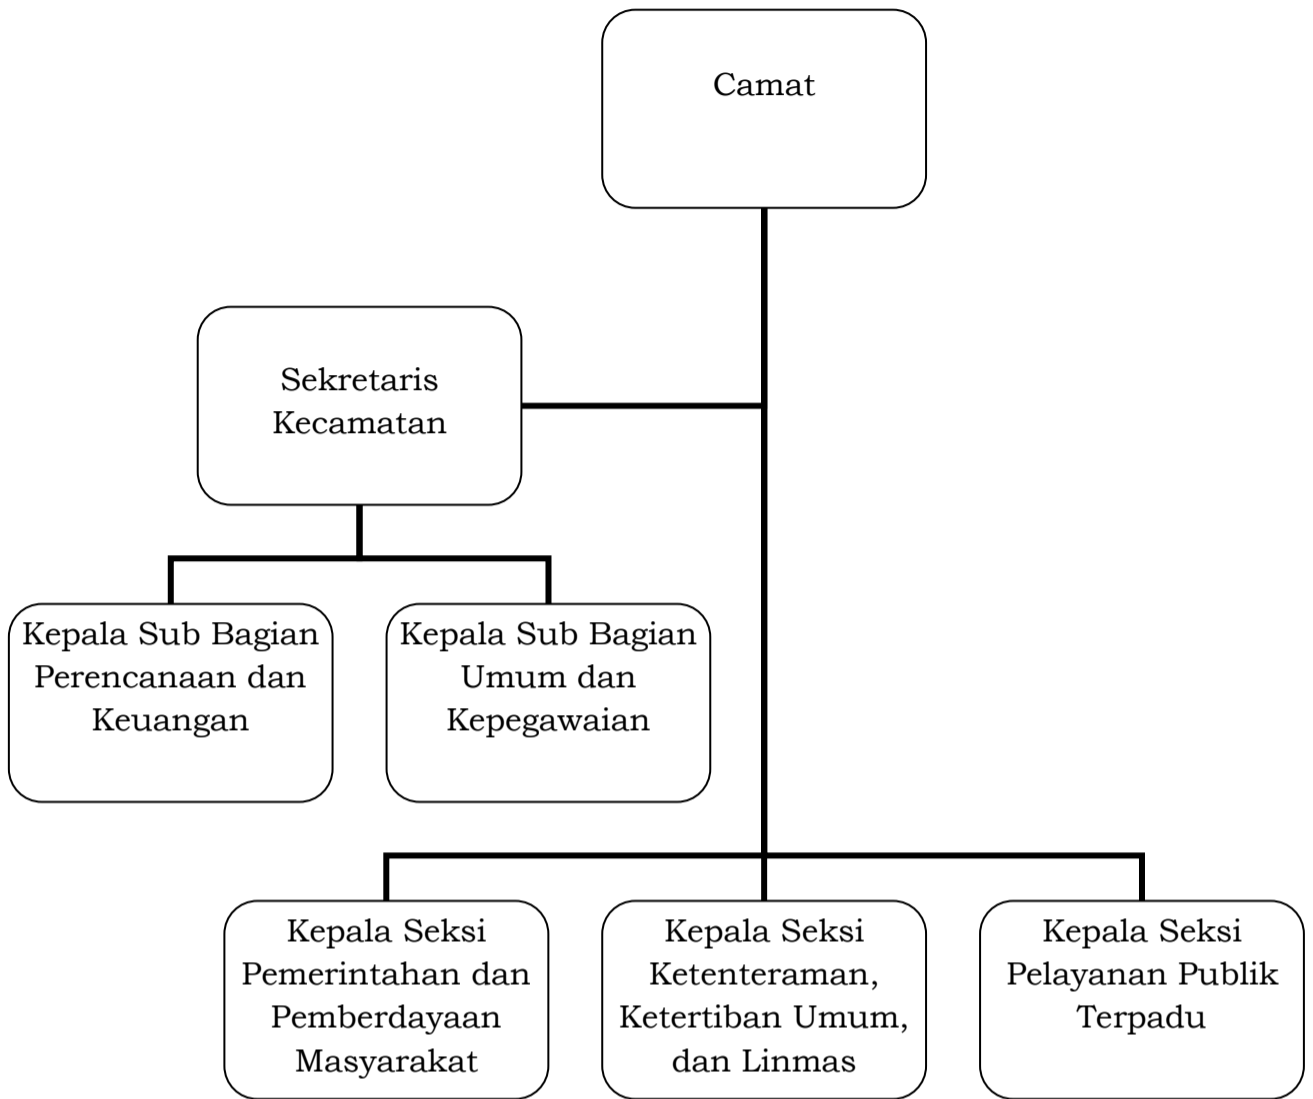 Camat
Sekretaris
Kecamatan
Kepala Sub Bagian
Perencanaan dan
Keuangan
Kepala Sub Bagian
Umum dan
Kepegawaian
Kepala Seksi
Pemerintahan dan
Pemberdayaan
Masyarakat
Kepala Seksi
Ketenteraman,
Ketertiban Umum,
dan Linmas
Kepala Seksi
Pelayanan Publik
Terpadu